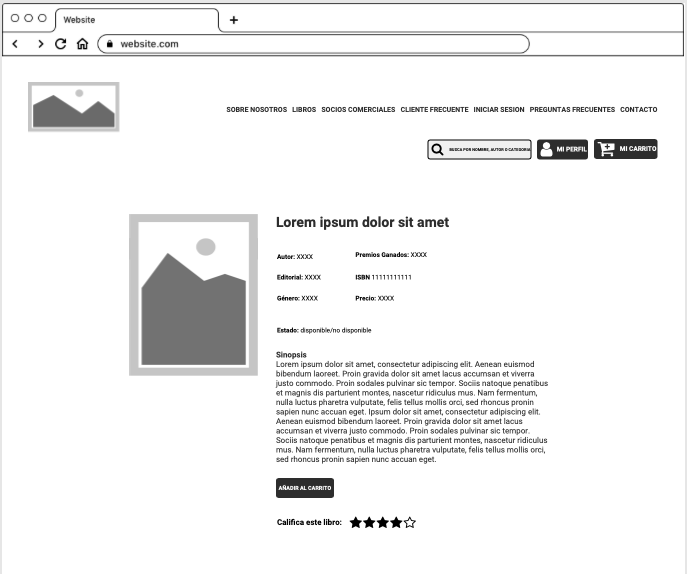 Website
website.com
SOBRE NOSOTROS LIBROS SOCIOS COMERCIALES CLIENTE FRECUENTE INICIAR SESION PREGUNTAS FRECUENTES CONTACTO
BUSCA POR NOMBRE, AUTOR O CATEGORIA
MI PERFIL
MI CARRITO
Lorem ipsum dolor sit amet
Autor: XXXX
Premios Ganados: XXXX
Editorial: XXXX
ISBN 11111111111
Género: XXXX
Precio: XXXX
Estado: disponible/no disponible
Sinopsis
Lorem ipsum dolor sit amet, consectetur adipiscing elit. Aenean euismod
bibendum laoreet. Proin gravida dolor sit amet lacus accumsan et viverra
justo commodo. Proin sodales pulvinar sic tempor. Sociis natoque penatibus
et magnis dis parturient montes, nascetur ridiculus mus. Nam fermentum,
nulla luctus pharetra vulputate, felis tellus mollis orci, sed rhoncus pronin
sapien nunc accuan eget. Ipsum dolor sit amet, consectetur adipiscing elit.
Aenean euismod bibendum laoreet. Proin gravida dolor sit amet lacus
accumsan et viverra justo commodo. Proin sodales pulvinar sic tempor.
Sociis natoque penatibus et magnis dis parturient montes, nascetur ridiculus
mus. Nam fermentum, nulla luctus pharetra vulputate, felis tellus mollis orci,
sed rhoncus pronin sapien nunc accuan eget.
AÑADIR AL CARRITO
Califica este libro: